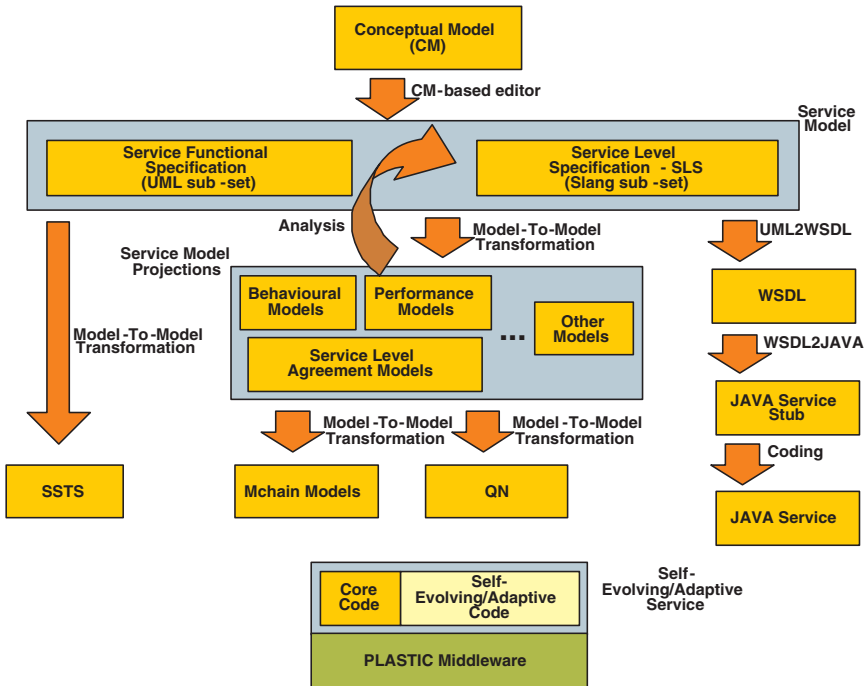 Conceptual Model
(CM)
CM-based editor
Service
Model
Service Functional
Specification
(UML sub -set)
Service Level
Specification - SLS
(Slang sub -set)
Analysis
Model-To-Model
Transformation
UML2WSDL
Service Model
Projections
Behavioural
Models
Performance
Models
...
Other
Models
Service Level
Agreement Models
WSDL
Model-To-Model
Transformation
WSDL2JAVA
JAVA Service
Stub
Model-To-Model
Transformation
Model-To-Model
Transformation
Coding
SSTS
Mchain Models
QN
JAVA Service
Core
Code
Self-
Evolving/Adaptive
Code
Self-
Evolving/Adaptive
Service
PLASTIC Middleware